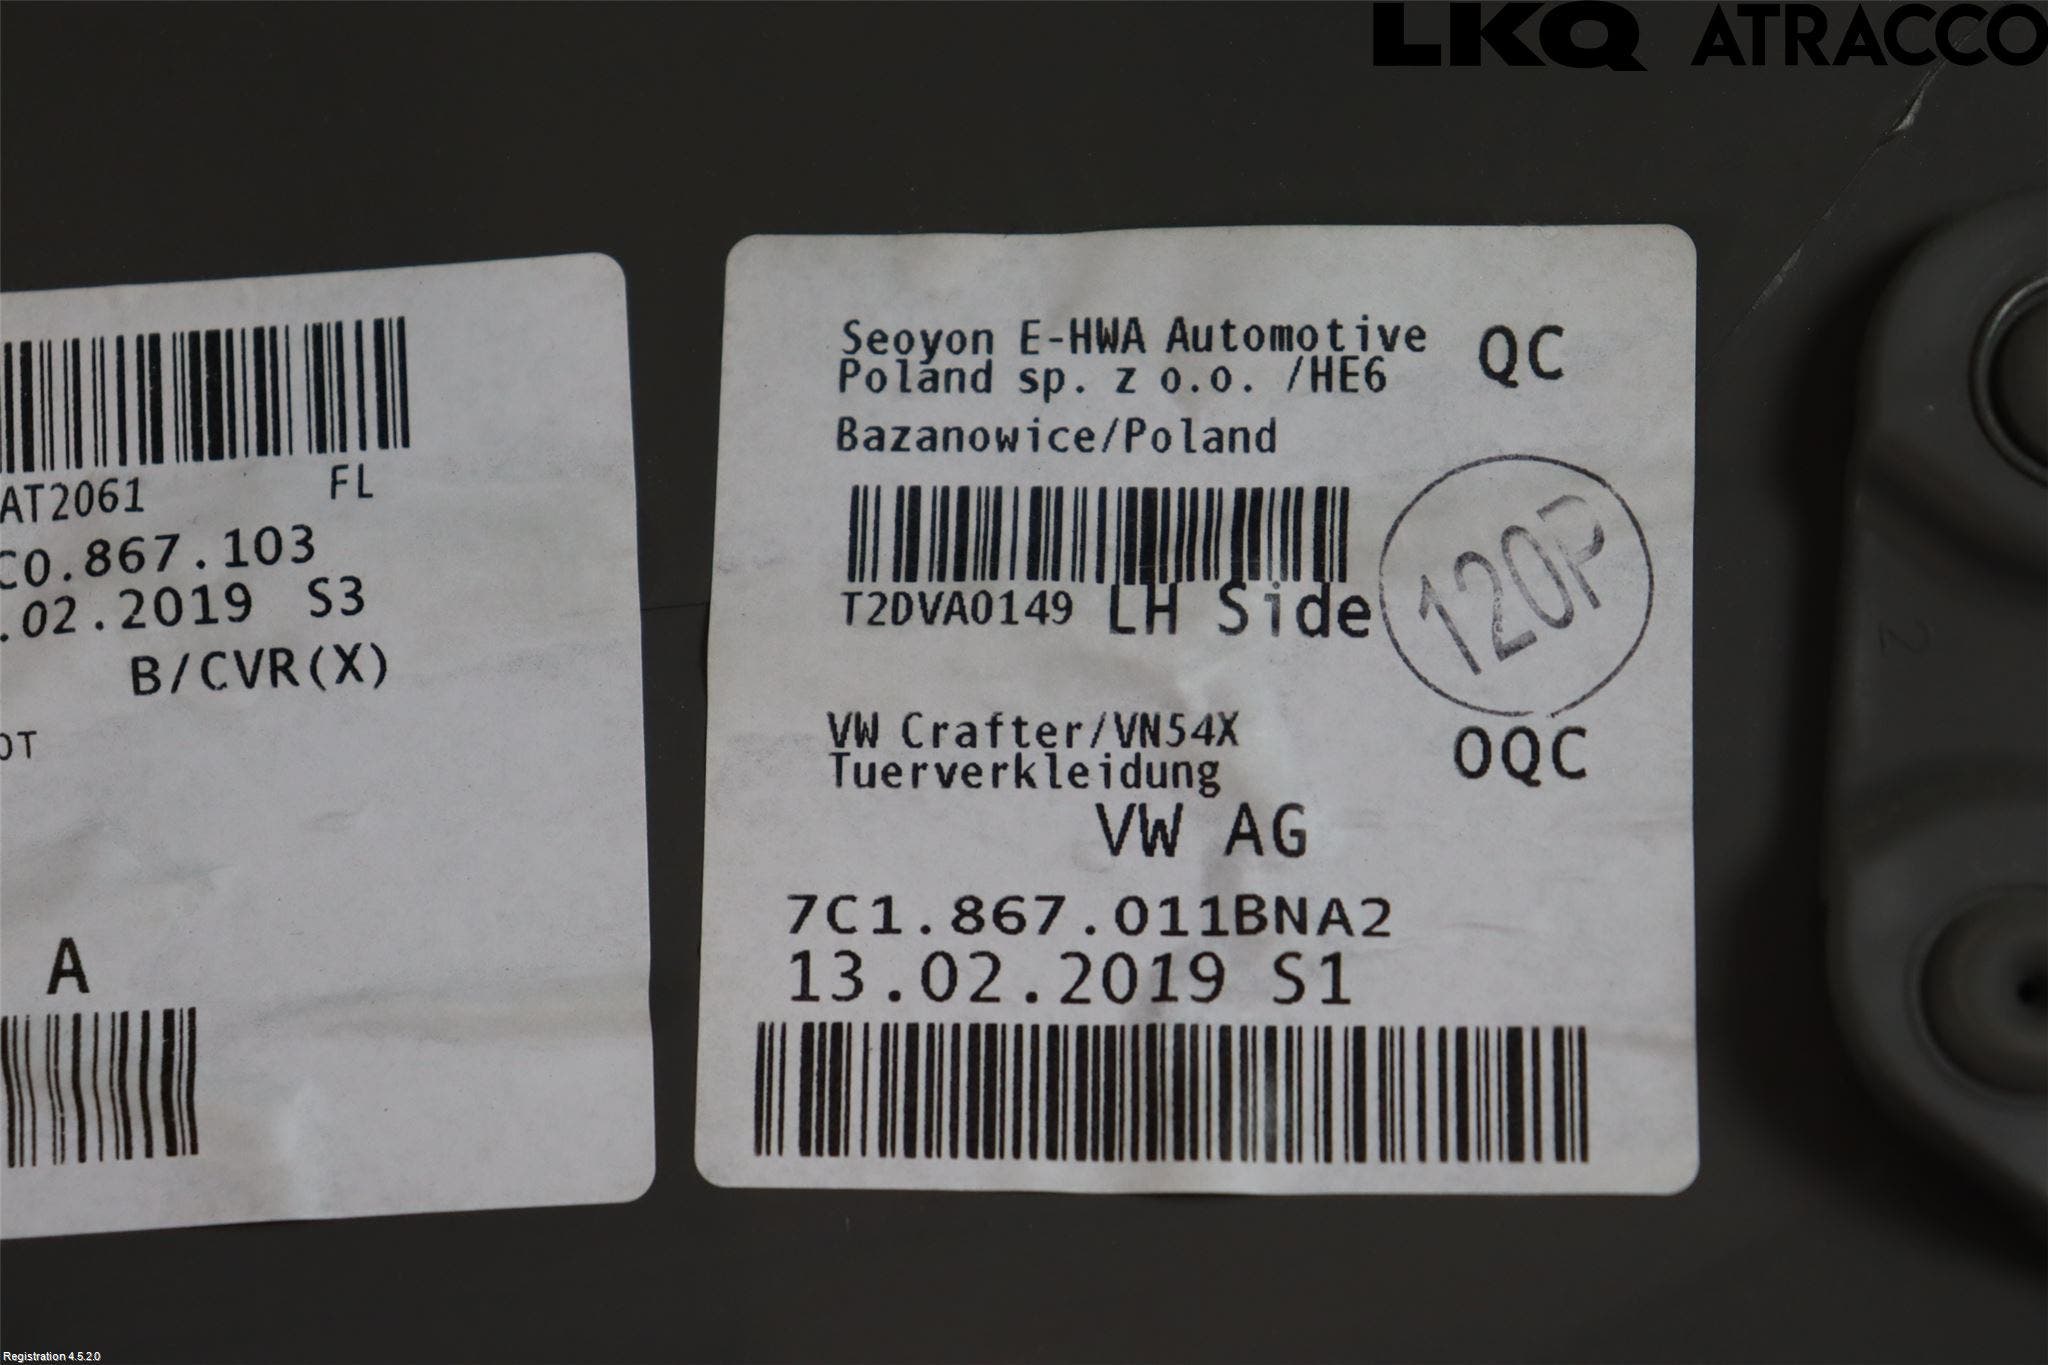 LKQ ATRACCO
AT2061 FL
C0.867.103
.02.2019 S3
B/CVR(X)
OT
A
Seoyon E-HWA Automotive QC
Poland sp. z o.o. /HE6
Bazanowice/Poland
120P
T2DVA0149 LH Side
VW Crafter/VN54X
OQC
Tuerverkleidung
VW AG
7C1.867.011BNA2
13.02.2019 S1
2
Registration 4.5.2.0